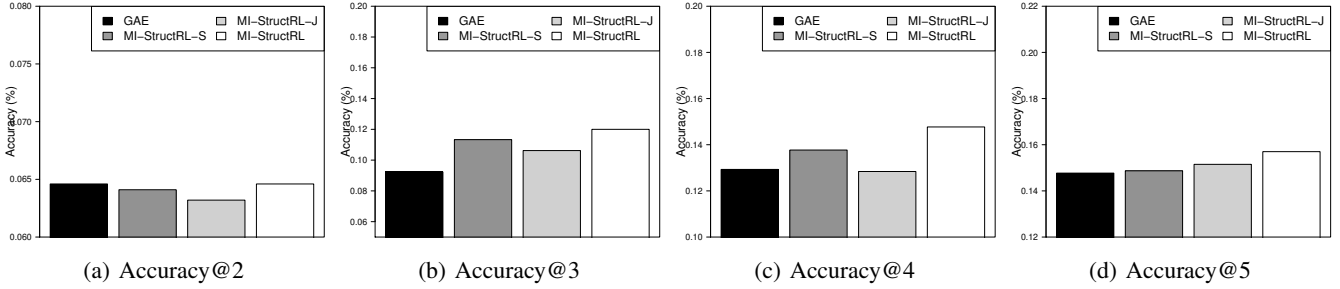 GAE
MI−StructRL−S
MI−StructRL−J
MI−StructRL
Accuracy (%)
0.080
0.075
0.070
0.065
0.060
(a) Accuracy@2
GAE
MI−StructRL−S
MI−StructRL−J
MI−StructRL
Accuracy (%)
0.20
0.18
0.16
0.14
0.12
0.10
0.08
0.06
(b) Accuracy@3
GAE
MI−StructRL−S
MI−StructRL−J
MI−StructRL
Accuracy (%)
0.20
0.18
0.16
0.14
0.12
0.10
(c) Accuracy@4
GAE
MI−StructRL−S
MI−StructRL−J
MI−StructRL
Accuracy (%)
0.22
0.20
0.18
0.16
0.14
0.12
(d) Accuracy@5